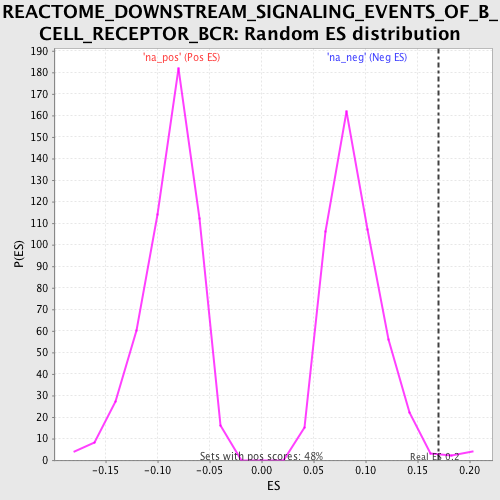 REACTOME_DOWNSTREAM_SIGNALING_EVENTS_OF_B_
CELL_RECEPTOR_BCR: Random ES distribution
'na_pos' (Pos ES) 'na_neg' (Neg ES)
190
180
170
160
150
140
130
120
110
100
90
80
70
60
50
40
30
20
10
0
P(ES)
Sets with pos scores: 48%
Real ES 0.2
-0.15 -0.10 -0.05 0.00 0.05 0.10 0.15 0.20
ES